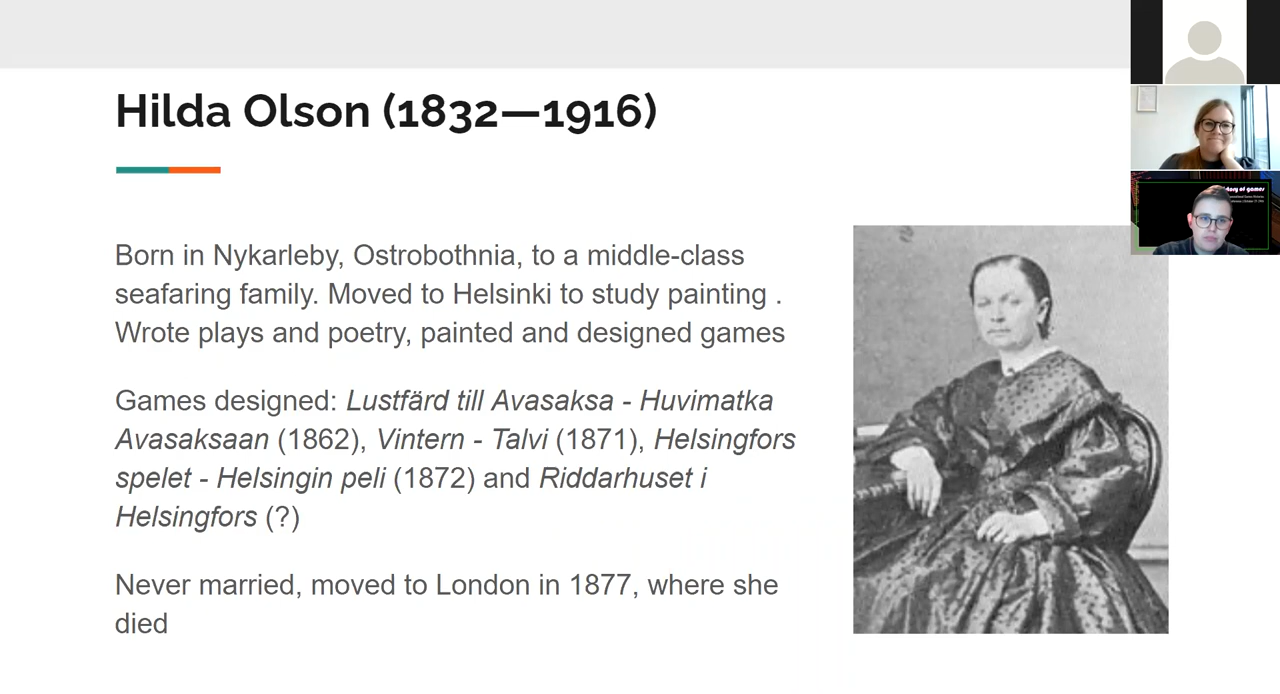 Hilda Olson (1832—1916)
Born in Nykarleby, Ostrobothnia, to a middle-class
seafaring family. Moved to Helsinki to study painting .
Wrote plays and poetry, painted and designed games
Games designed: Lustfärd till Avasaksa - Huvimatka
Avasaksaan (1862), Vintern - Talvi (1871), Helsingfors
spelet - Helsingin peli (1872) and Riddarhuset i
Helsingfors (?)
Never married, moved to London in 1877, where she
died
of games